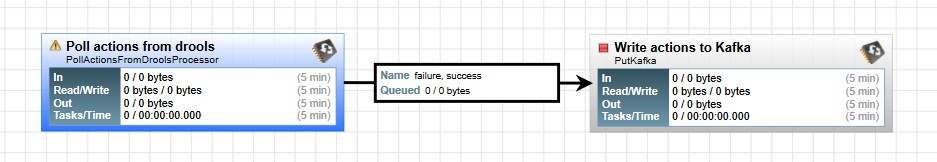 Poll actions from drools
PollActionsFromDroolsProcessor
In 0 / 0 bytes (5 min)
Read/Write 0 bytes / 0 bytes (5 min)
Out 0 / 0 bytes (5 min)
Tasks/Time 0 / 00:00:00.000 (5 min)
Name failure, success
Queued 0 / 0 bytes
Write actions to Kafka
PutKafka
In 0 / 0 bytes (5 min)
Read/Write 0 bytes / 0 bytes (5 min)
Out 0 / 0 bytes (5 min)
Tasks/Time 0 / 00:00:00.000 (5 min)